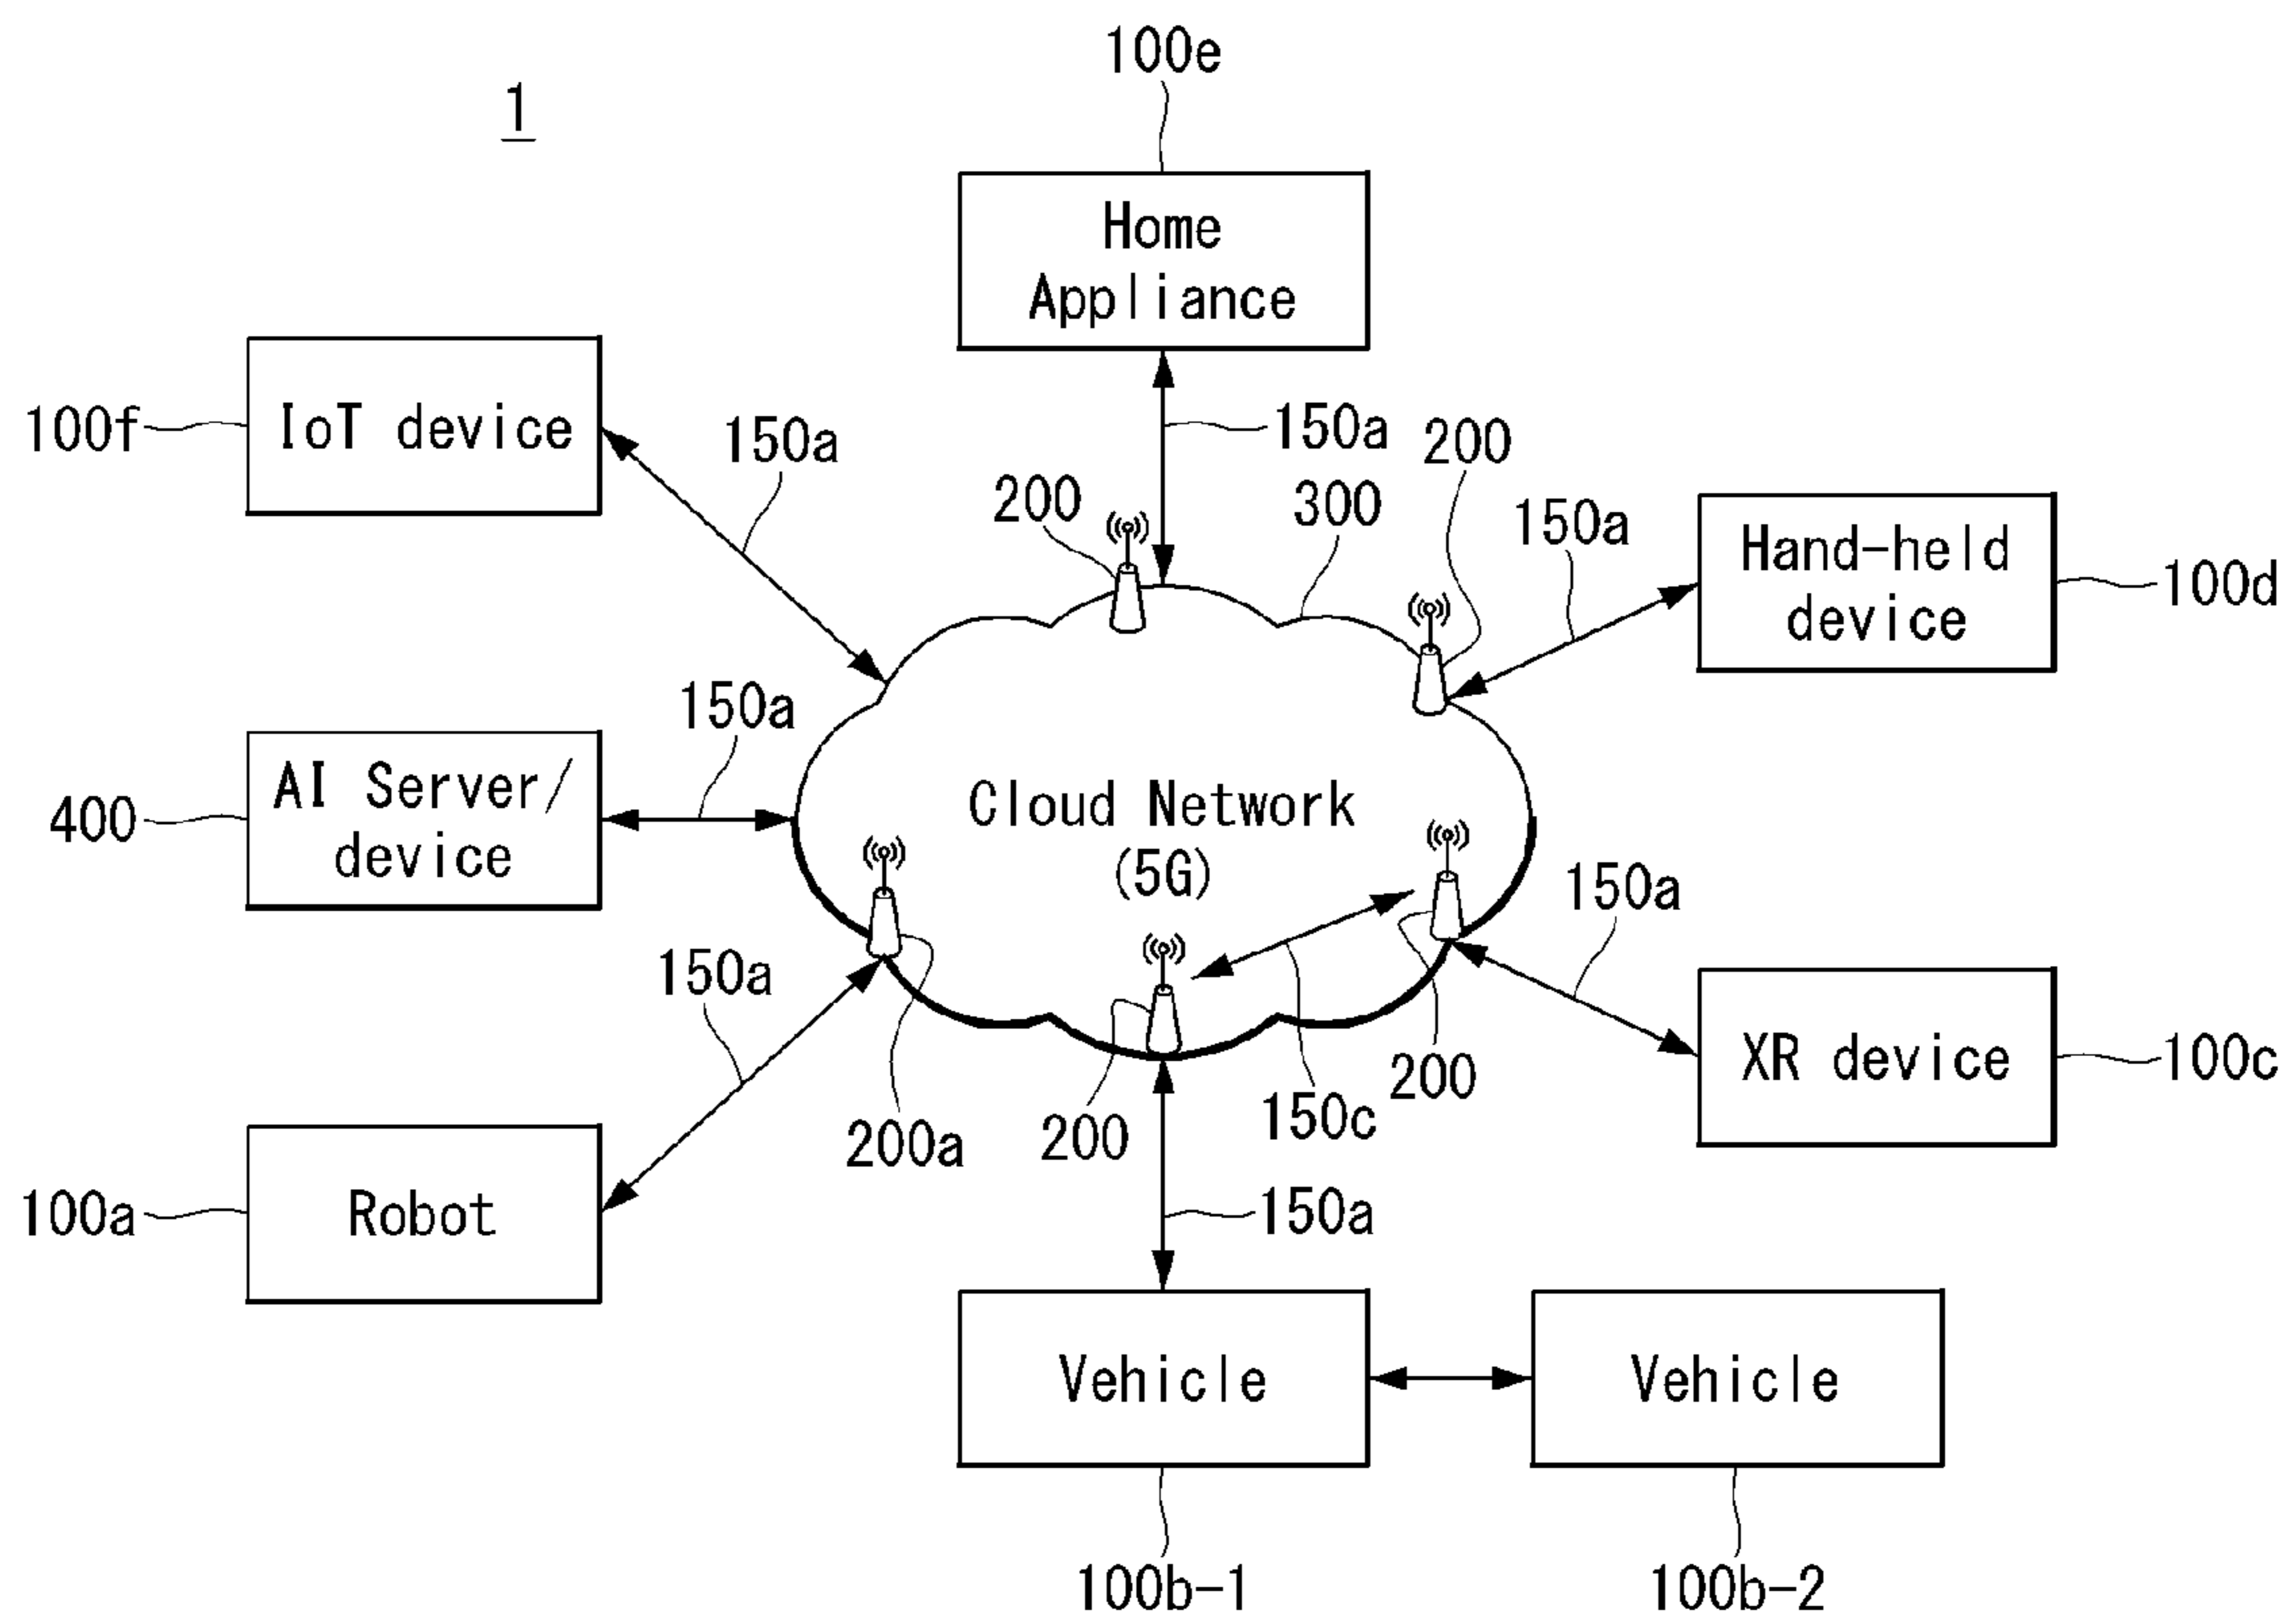 100e
1
Home
Appliance
100f
IoT device
150a
150a
200
200
300
150a
Hand-held
device
100d
150a
400
AI Server/
device
Cloud Network
(5G)
150a
150a
XR device
100c
200
150c
200
200a
100a
Robot
150a
Vehicle
Vehicle
100b-1
100b-2